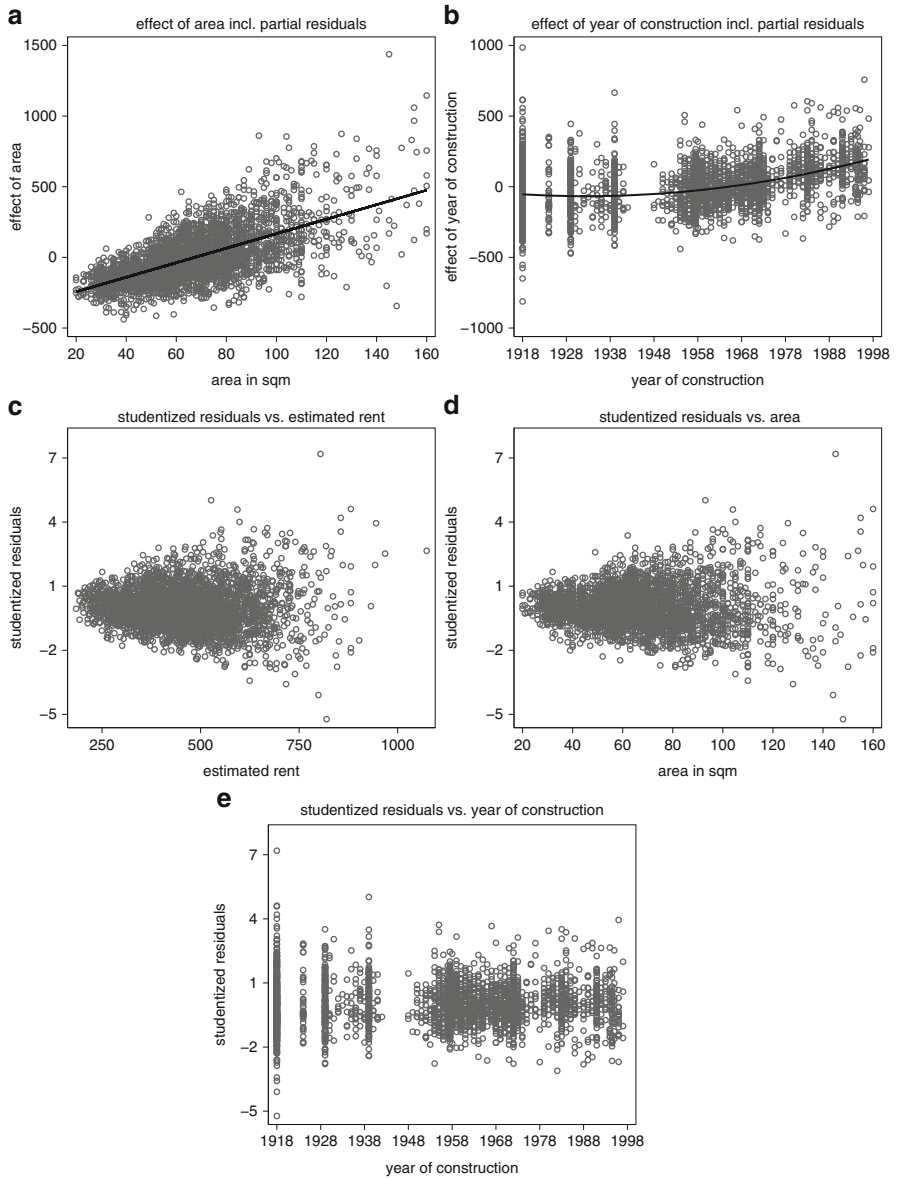 a
effect of area incl. partial residuals
1500
1000
500
0
−500
effect of area
20 40 60 80 100 120 140 160
area in sqm
b
effect of year of construction incl. partial residuals
1000
500
0
−500
−1000
effect of year of construction
1918 1928 1938 1948 1958 1968 1978 1988 1998
year of construction
c
studentized residuals vs. estimated rent
7
4
1
−2
−5
studentized residuals
250 500 750 1000
estimated rent
d
studentized residuals vs. area
7
4
1
−2
−5
studentized residuals
20 40 60 80 100 120 140 160
area in sqm
e
studentized residuals vs. year of construction
7
4
1
−2
−5
studentized residuals
1918 1928 1938 1948 1958 1968 1978 1988 1998
year of construction